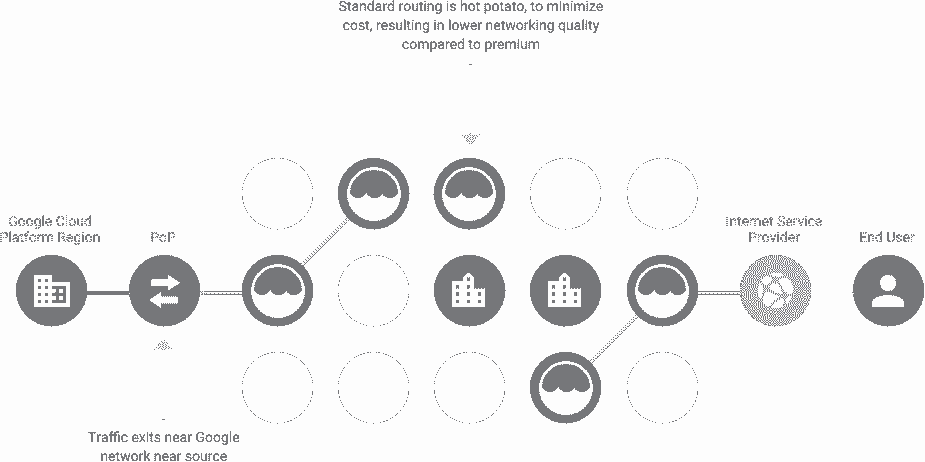 Standard routing is hot potato, to minimize
cost, resulting in lower networking quality
compared to premium
Google Cloud
Platform Region
PoP
Internet Service
Provider
End User
Traffic exits near Google
network near source